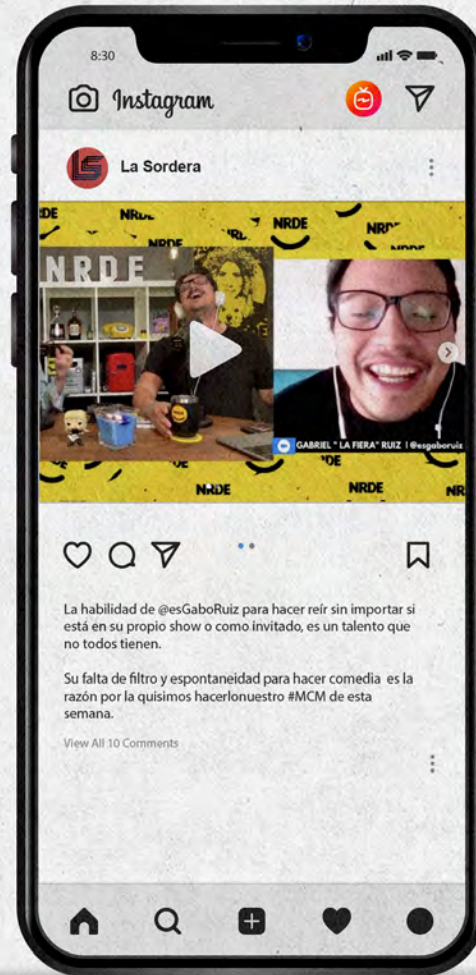 8:30
Instagram
La Sordera
NRDE
NRDE
NRDE
NRDE
GABRIEL " LA FIERA" RUIZ | @esgaboruiz
NRDE
NRDE
La habilidad de @esGaboRuiz para hacer reír sin importar si
está en su propio show o como invitado, es un talento que
no todos tienen.
Su falta de filtro y espontaneidad para hacer comedia es la
razón por la quisimos hacerlonuestro #MCM de esta
semana.
View All 10 Comments